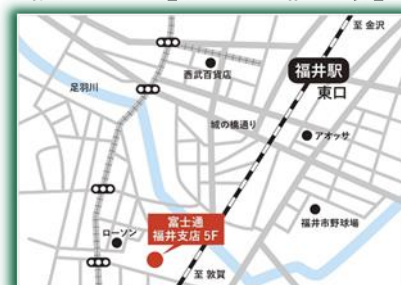 至 金沢
西武百貨店
福井駅
東口
足羽川
城の橋通り
アオッサ
福井市野球場
富士通
福井支店 5F
ローソン
至 敦賀